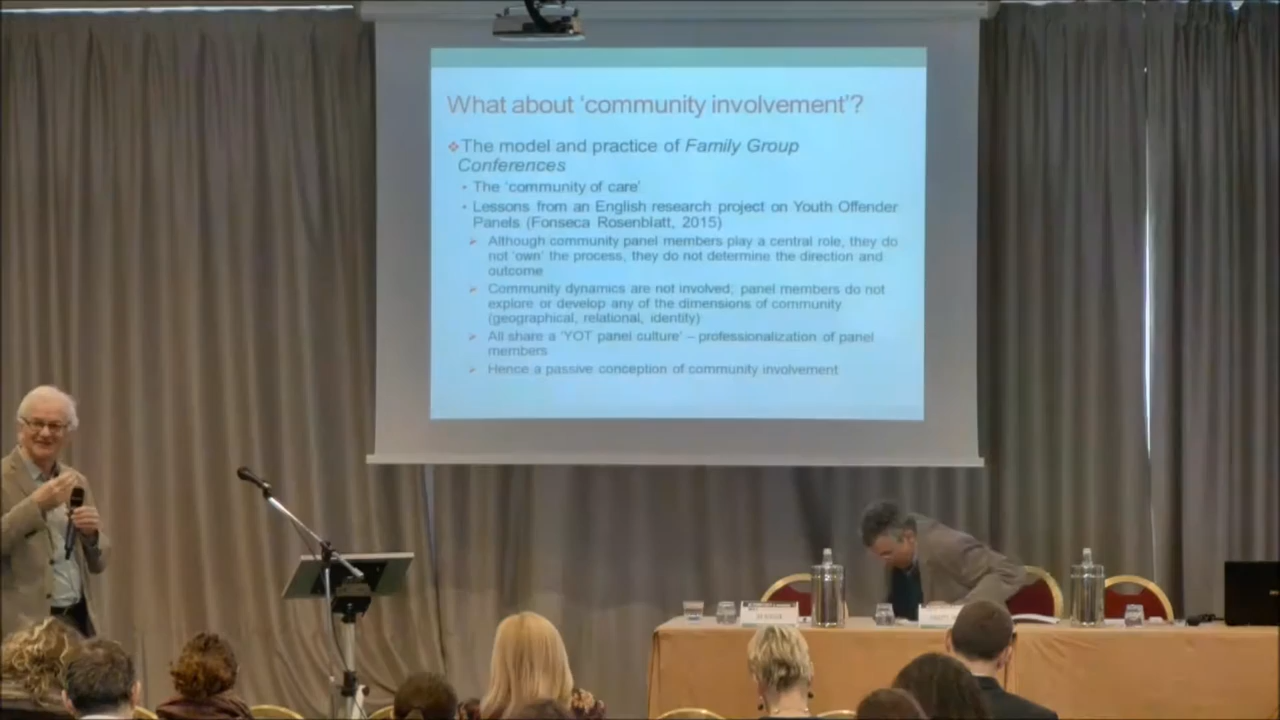 What about 'community involvement'?
❖The model and practice of Family Group
Conferences
• The 'community of care'
• Lessons from an English research project on Youth Offender
Panels (Fonseca Rosenblatt, 2015)
➢ Although community panel members play a central role, they do
not 'own' the process, they do not determine the direction and
outcome
➢ Community dynamics are not involved; panel members do not
explore or develop any of the dimensions of community
(geographical, relational, identity)
➢ All share a 'YOT panel culture' – professionalization of panel
members
➢ Hence a passive conception of community involvement